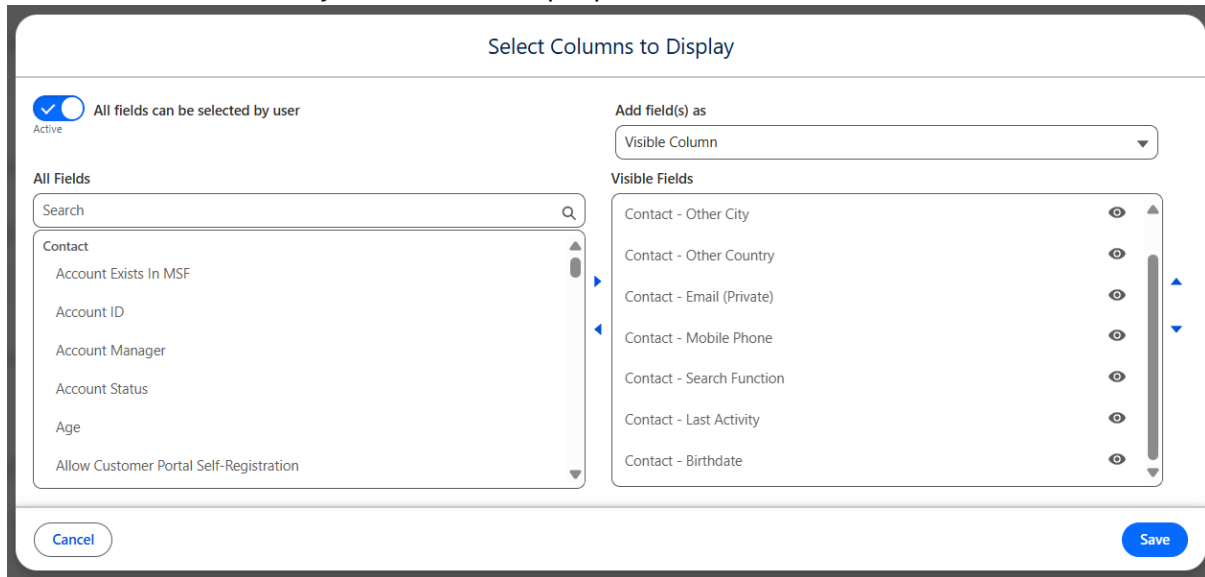 Select Columns to Display
All fields can be selected by user
Active
Add field(s) as
Visible Column
All Fields
Search
Contact
Account Exists In MSF
Account ID
Account Manager
Account Status
Age
Allow Customer Portal Self-Registration
Visible Fields
Contact - Other City
Contact - Other Country
Contact - Email (Private)
Contact - Mobile Phone
Contact - Search Function
Contact - Last Activity
Contact - Birthdate
Cancel
Save